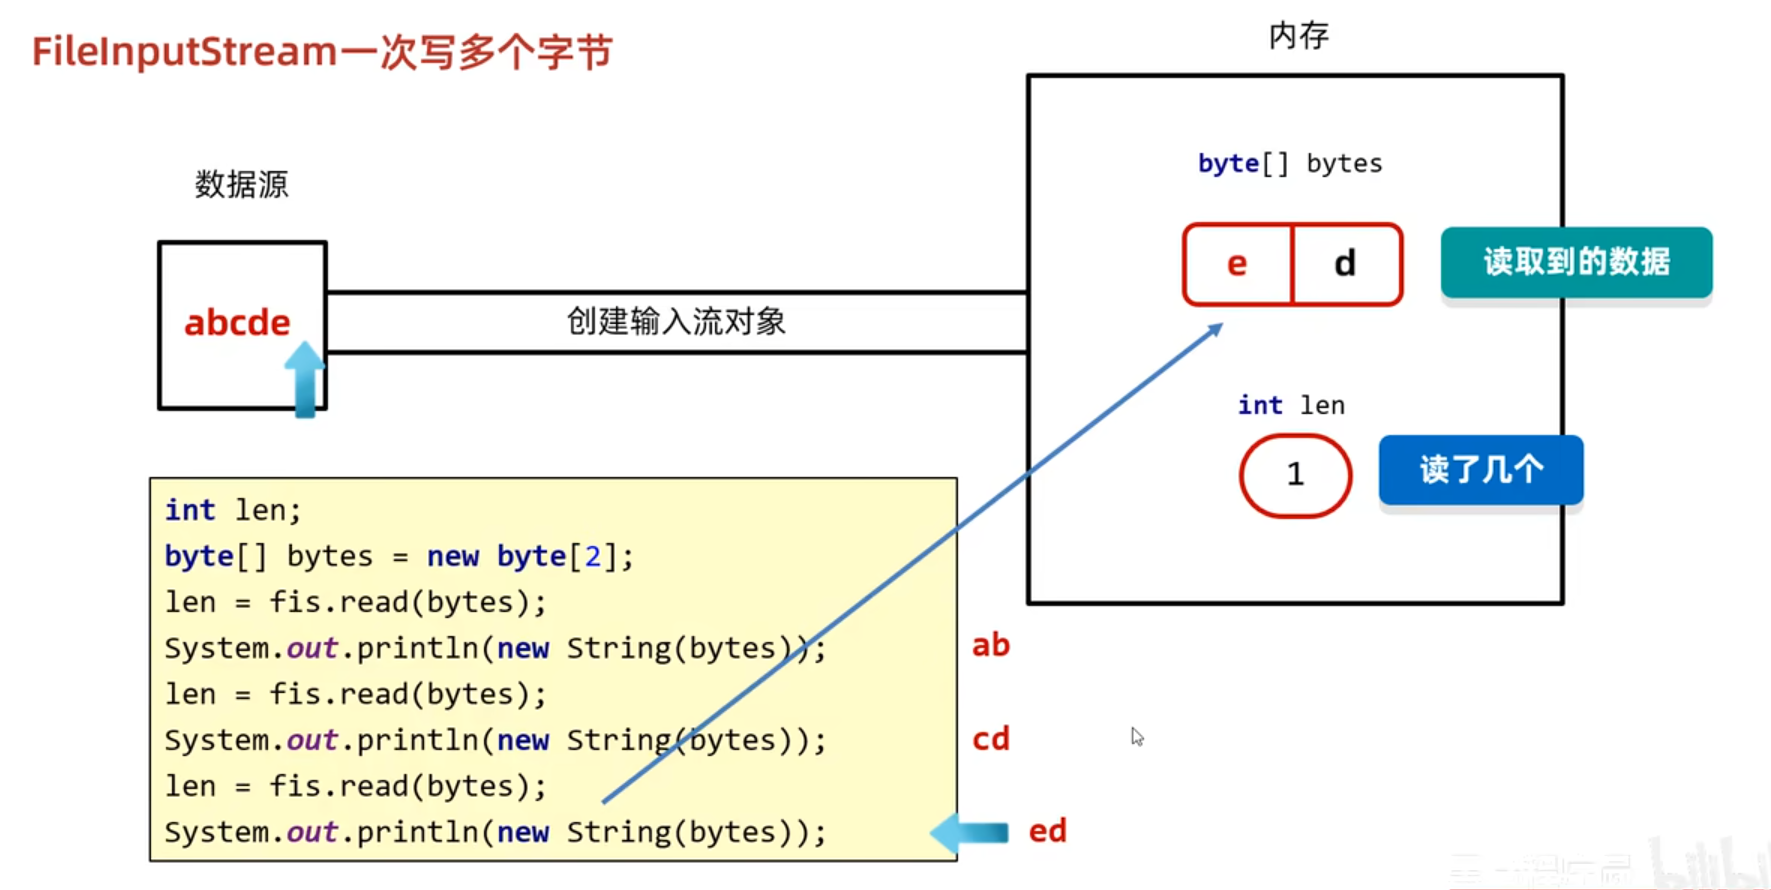 FileInputStream一次写多个字节
内存
数据源
byte[] bytes
e d
读取到的数据
abcde
创建输入流对象
int len
1
读了几个
int len;
byte[] bytes = new byte[2];
len = fis.read(bytes);
System.out.println(new String(bytes));
ab
len = fis.read(bytes);
System.out.println(new String(bytes));
cd
len = fis.read(bytes);
System.out.println(new String(bytes));
ed